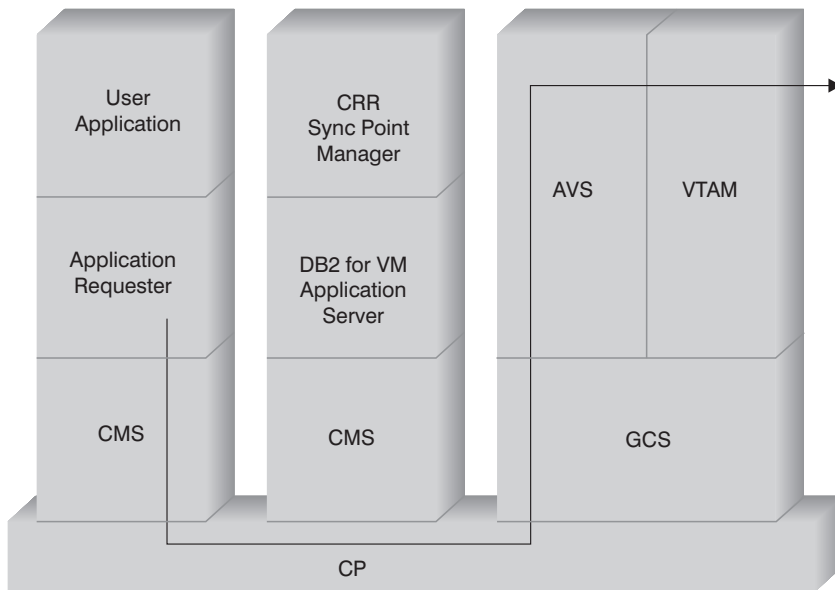 User
Application
Application
Requester
CMS
CRR
Sync Point
Manager
DB2 for VM
Application
Server
CMS
AVS
VTAM
GCS
CP